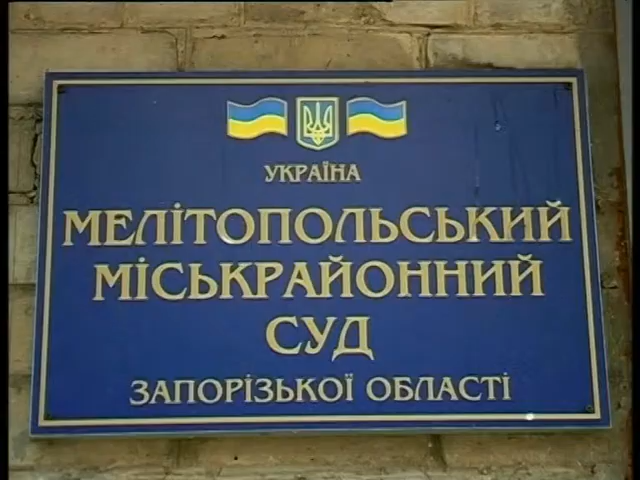 УКРАЇНА
МЕЛІТОПОЛЬСЬКИЙ
МІСЬКРАЙОННИЙ
СУД
ЗАПОРІЗЬКОЇ ОБЛАСТІ